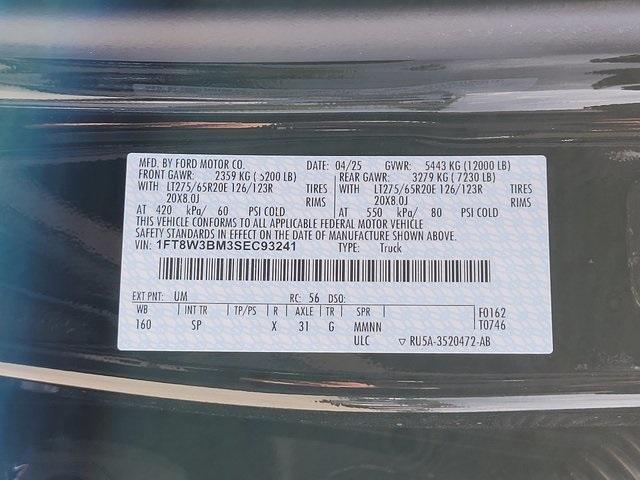 MFD. BY FORD MOTOR CO. DATE: 04/25 GVWR: 5443 KG (12000 LB)
FRONT GAWR: 2359 KG (5200 LB) REAR GAWR: 3279 KG (7230 LB)
WITH LT275/65R20E 126/123R TIRES WITH LT275/65R20E 126/123R TIRES
20X8.0J RIMS 20X8.0J RIMS
AT 420 kPa/ 60 PSI COLD AT 550 kPa/ 80 PSI COLD
THIS VEHICLE CONFORMS TO ALL APPLICABLE FEDERAL MOTOR VEHICLE
SAFETY STANDARDS IN EFFECT ON THE DATE OF MANUFACTURE SHOWN ABOVE.
VIN: 1FT8W3BM3SEC93241 TYPE: Truck
EXT PNT: UM RC: 56 DSO:
WB INT TR TP/PS R AXLE TR SPR F0162
160 SP X 31 G MMNN T0746
ULC ▽ RU5A-3520472-AB